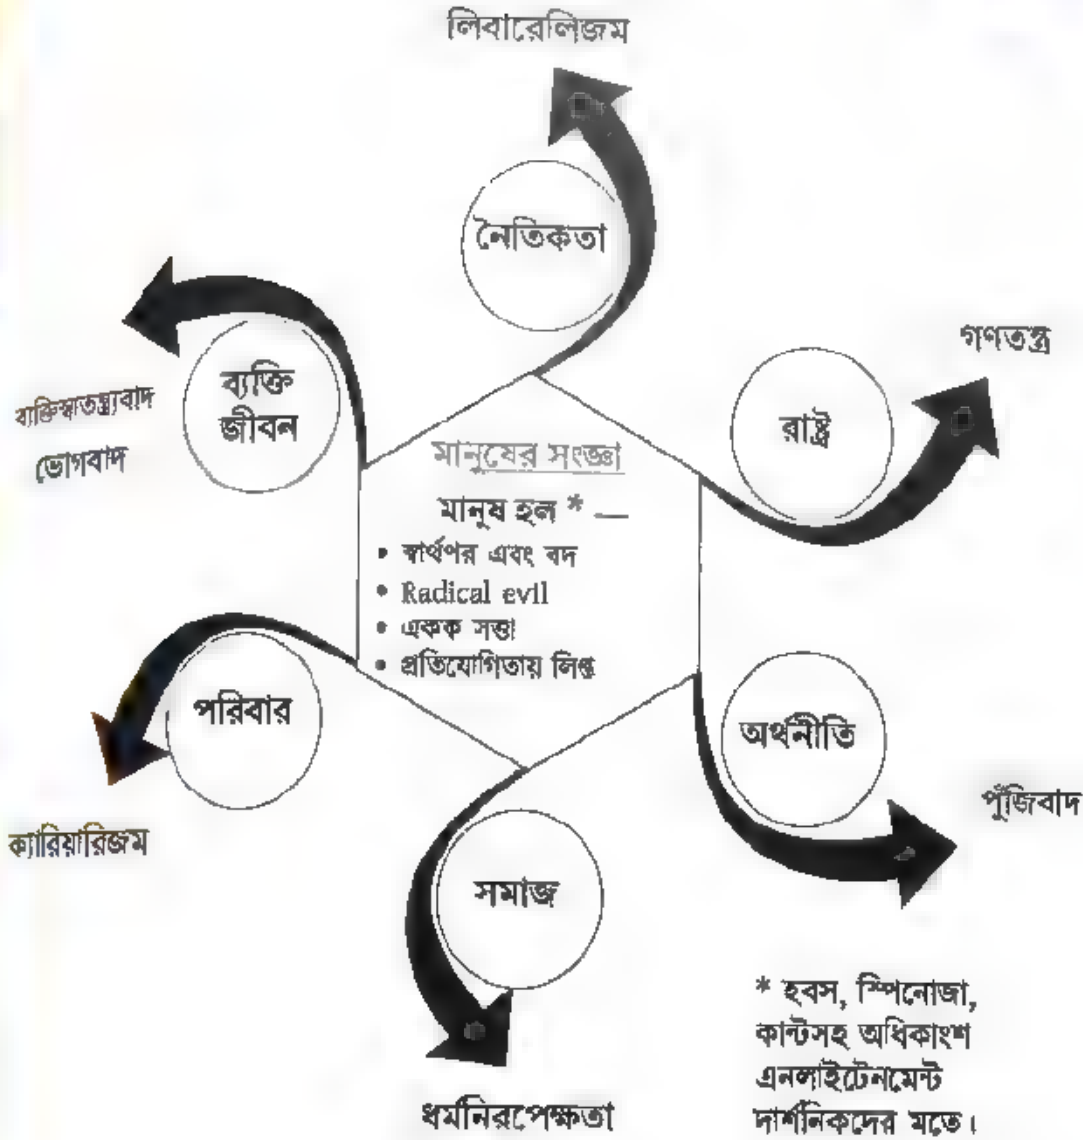 লিবারেলিজম
নৈতিকতা
গণতন্ত্র
ব্যক্তি
জীবন
রাষ্ট্র
ব্যক্তিস্বাতন্ত্র্যবাদ
ভোগবাদ
মানুষের সংজ্ঞা
মানুষ হল * —
• স্বার্থপর এবং বদ
• Radical evil
• একক সত্তা
• প্রতিযোগিতায় লিপ্ত
পরিবার
অর্থনীতি
পুঁজিবাদ
ক্যারিয়ারিজম
সমাজ
* হবস, স্পিনোজা,
কান্টসহ অধিকাংশ
এনলাইটেনমেন্ট
দার্শনিকদের মতে।
ধর্মনিরপেক্ষতা